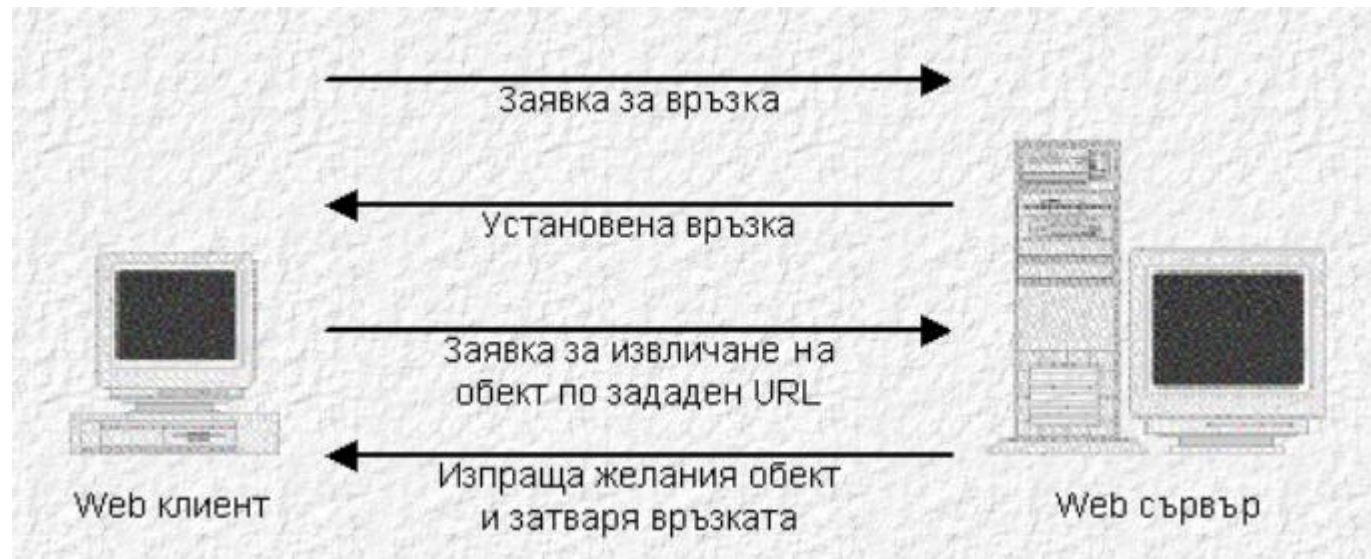 Заявка за връзка
Установена връзка
Заявка за извличане на
обект по зададен URL
Изпраща желания обект
и затваря връзката
Web клиент
Web сървър